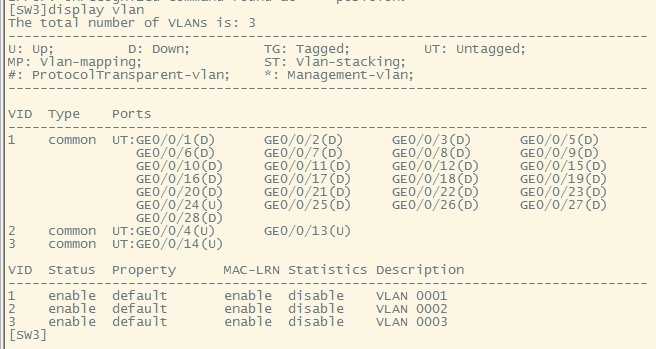 [SW3]display vlan
The total number of VLANs is: 3
--------------------------------------------------------------------------------
U: Up;         D: Down;         TG: Tagged;         UT: Untagged;
MP: Vlan-mapping;               ST: Vlan-stacking;
#: ProtocolTransparent-vlan;    *: Management-vlan;
--------------------------------------------------------------------------------
VID  Type    Ports
--------------------------------------------------------------------------------
1    common  UT:GE0/0/1(D)      GE0/0/2(D)      GE0/0/3(D)      GE0/0/5(D)
GE0/0/6(D)      GE0/0/7(D)      GE0/0/8(D)      GE0/0/9(D)
GE0/0/10(D)     GE0/0/11(D)     GE0/0/12(D)     GE0/0/15(D)
GE0/0/16(D)     GE0/0/17(D)     GE0/0/18(D)     GE0/0/19(D)
GE0/0/20(D)     GE0/0/21(D)     GE0/0/22(D)     GE0/0/23(D)
GE0/0/24(U)     GE0/0/25(D)     GE0/0/26(D)     GE0/0/27(D)
GE0/0/28(D)
2    common  UT:GE0/0/4(U)      GE0/0/13(U)
3    common  UT:GE0/0/14(U)
VID  Status  Property      MAC-LRN Statistics Description
--------------------------------------------------------------------------------
1    enable  default       enable  disable    VLAN 0001
2    enable  default       enable  disable    VLAN 0002
3    enable  default       enable  disable    VLAN 0003
[SW3]